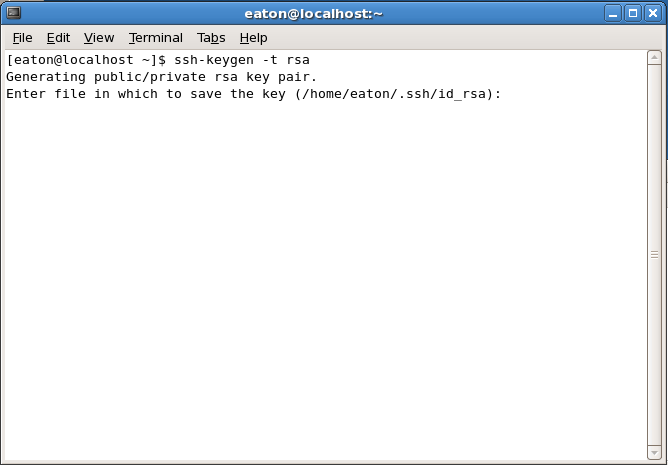 eaton@localhost:~
File Edit View Terminal Tabs Help
[eaton@localhost ~]$ ssh-keygen -t rsa
Generating public/private rsa key pair.
Enter file in which to save the key (/home/eaton/.ssh/id_rsa):